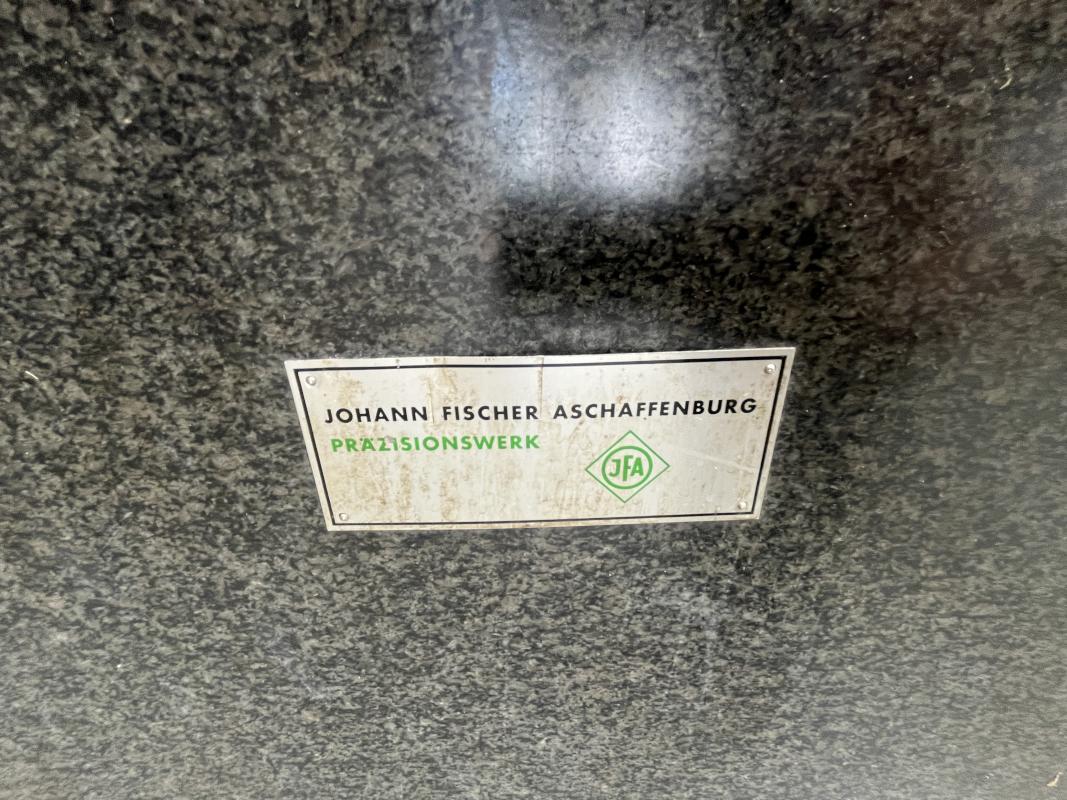 JOHANN FISCHER ASCHAFFENBURG
PRÄZISIONSWERK
JFA